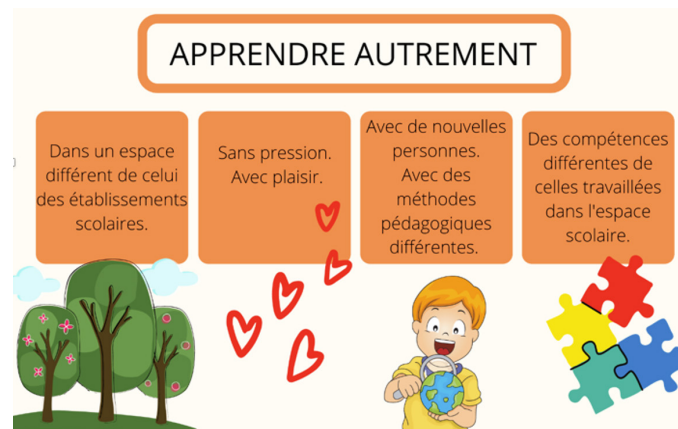 APPRENDRE AUTREMENT
Dans un espace
différent de celui
des établissements
scolaires.
Sans pression.
Avec plaisir.
Avec de nouvelles
personnes.
Avec des
méthodes
pédagogiques
différentes.
Des compétences
différentes de
celles travaillées
dans l'espace
scolaire.